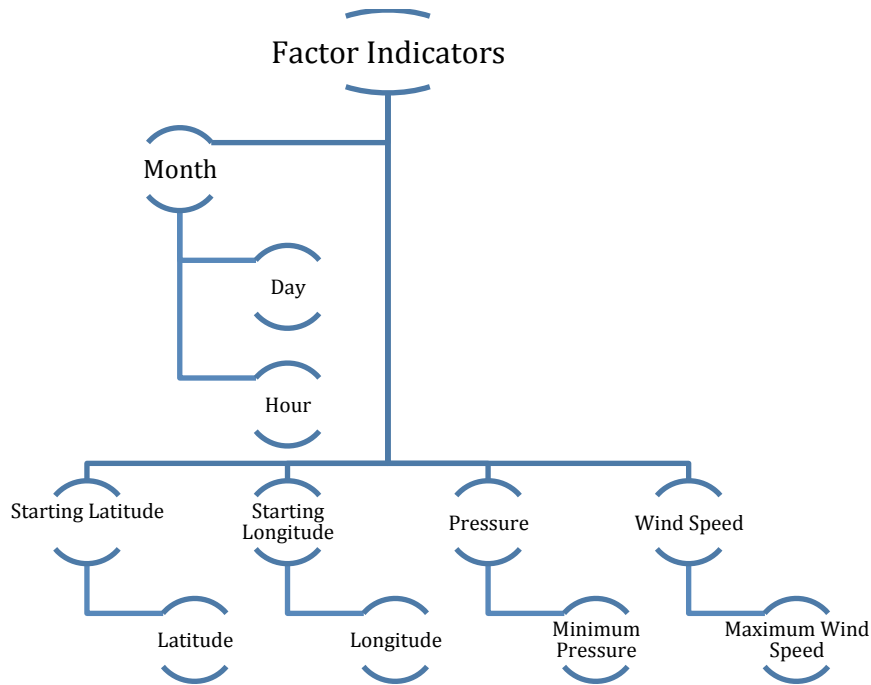 Factor Indicators
Month
Day
Hour
Starting Latitude
Starting
Longitude
Pressure
Wind Speed
Latitude
Longitude
Minimum
Pressure
Maximum Wind
Speed